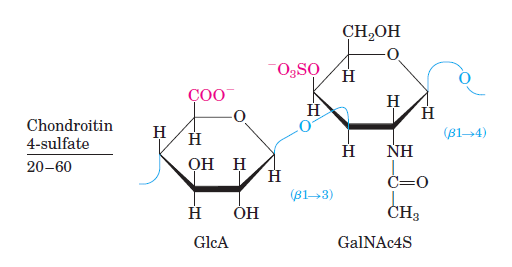 CH₂OH
O
⁻O₃SO
H
O
COO⁻
H
H
O
H
Chondroitin
4-sulfate
20–60
H
H
O
(β1→4)
H
NH
OH
H
H
C=O
(β1→3)
H
OH
CH₃
GlcA
GalNAc4S